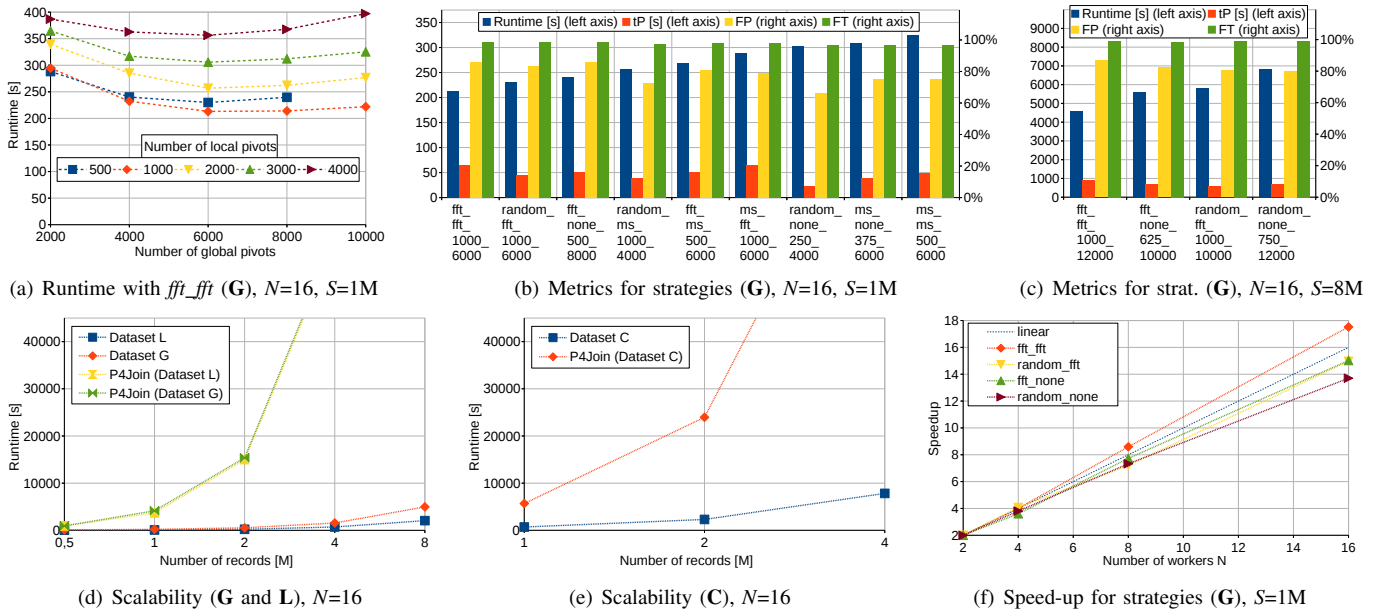 400
350
300
250
200
150
100
50
0
Runtime [s]
Number of local pivots
500 1000 2000 3000 4000
2000 4000 6000 8000 10000
Number of global pivots
(a) Runtime with fft_fft (G), N=16, S=1M
Runtime [s] (left axis) tP [s] (left axis) FP (right axis) FT (right axis)
350
300
250
200
150
100
50
0
100%
80%
60%
40%
20%
0%
fft_ fft_ 1000_ 6000
random_ fft_ 1000_ 6000
fft_ none_ 500_ 8000
random_ ms_ 1000_ 4000
fft_ ms_ 500_ 6000
ms_ fft_ 1000_ 6000
random_ none_ 250_ 4000
ms_ none_ 375_ 6000
ms_ ms_ 500_ 6000
(b) Metrics for strategies (G), N=16, S=1M
Runtime [s] (left axis) tP [s] (left axis)
FP (right axis) FT (right axis)
10000
9000
8000
7000
6000
5000
4000
3000
2000
1000
0
100%
80%
60%
40%
20%
0%
fft_ fft_ 1000_ 12000
fft_ none_ 625_ 10000
random_ fft_ 1000_ 10000
random_ none_ 750_ 12000
(c) Metrics for strat. (G), N=16, S=8M
Dataset L
Dataset G
P4Join (Dataset L)
P4Join (Dataset G)
40000
30000
20000
10000
0
Runtime [s]
0,5 1 2 4 8
Number of records [M]
(d) Scalability (G and L), N=16
Dataset C
P4Join (Dataset C)
40000
30000
20000
10000
0
Runtime [s]
1 2 4
Number of records [M]
(e) Scalability (C), N=16
linear
fft_fft
random_fft
fft_none
random_none
18
16
14
12
10
8
6
4
2
Speedup
2 4 6 8 10 12 14 16
Number of workers N
(f) Speed-up for strategies (G), S=1M